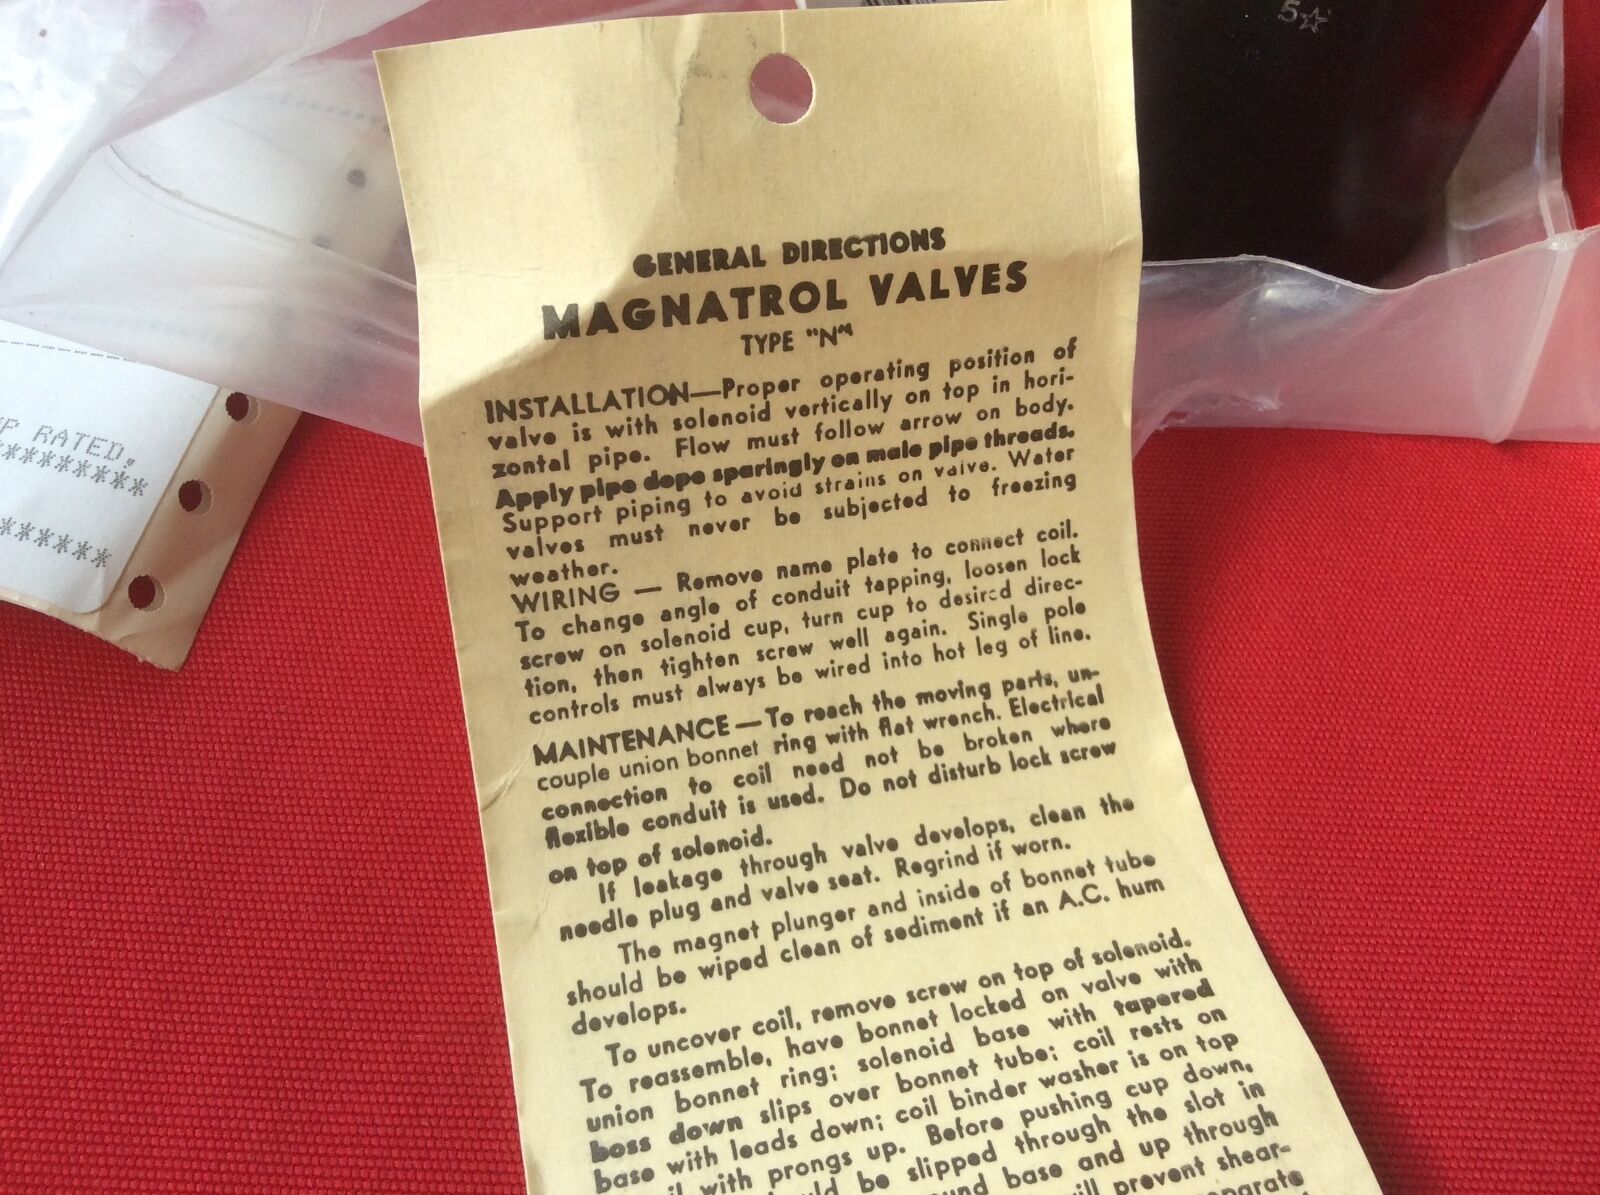 5☆
GENERAL DIRECTIONS
MAGNATROL VALVES
TYPE "N"
INSTALLATION—Proper operating position of
valve is with solenoid vertically on top in hori-
zontal pipe. Flow must follow arrow on body.
Apply pipe dope sparingly on male pipe threads.
Support piping to avoid strains on valve. Water
valves must never be subjected to freezing
weather.
WIRING — Remove name plate to connect coil.
To change angle of conduit tapping, loosen lock
screw on solenoid cup, turn cup to desired direc-
tion, then tighten screw well again. Single pole
controls must always be wired into hot leg of line.
MAINTENANCE—To reach the moving parts, un-
couple union bonnet ring with flat wrench. Electrical
connection to coil need not be broken where
flexible conduit is used. Do not disturb lock screw
on top of solenoid.
If leakage through valve develops, clean the
needle plug and valve seat. Regrind if worn.
The magnet plunger and inside of bonnet tube
should be wiped clean of sediment if an A.C. hum
develops.
To uncover coil, remove screw on top of solenoid.
To reassemble, have bonnet locked on valve with
union bonnet ring; solenoid base with tapered
boss down slips over bonnet tube; coil rests on
base with leads down; coil binder washer is on top
with prongs up. Before pushing cup down,
be slipped through the slot in
base and up through
prevent shear-
RATED,
*********
******